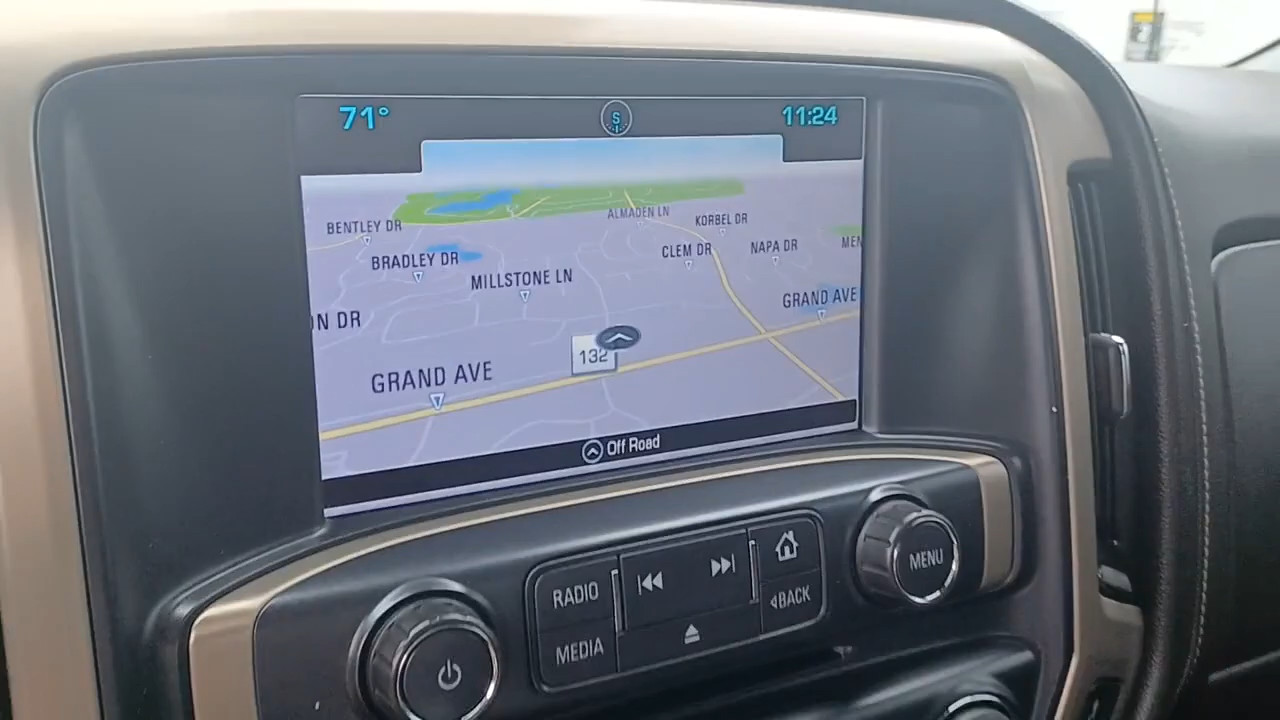 71°
S
11:24
ALMADEN LN
KORBEL DR
BENTLEY DR
BRADLEY DR
CLEM DR
NAPA DR
MEN
MILLSTONE LN
GRAND AVE
N DR
132
GRAND AVE
Off Road
RADIO
MENU
BACK
MEDIA